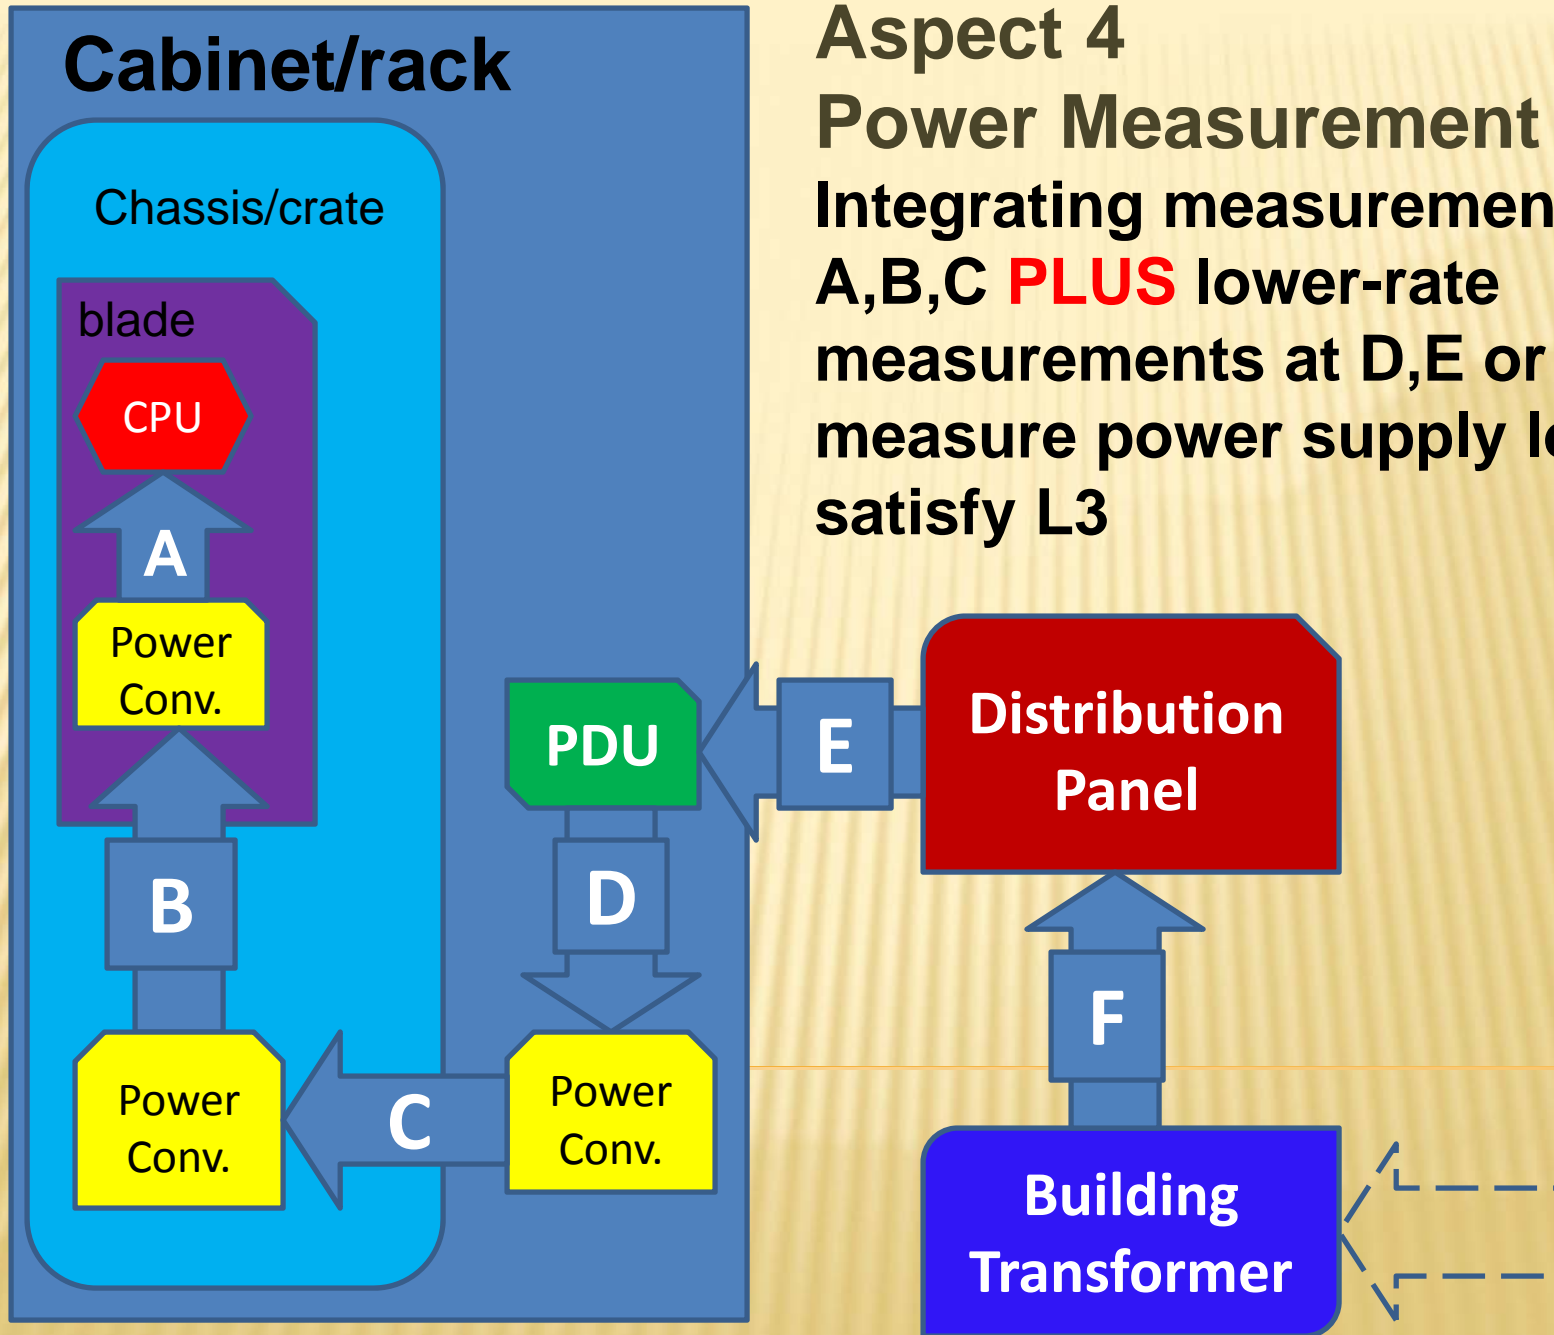 Cabinet/rack
Chassis/crate
blade
CPU
A
Power
Conv.
B
Power
Conv.
C
Power
Conv.
D
PDU
E
Distribution
Panel
F
Building
Transformer
Aspect 4
Power Measurement
Integrating
A,B,C PLUS lower-rate
measurements at D,E or
measure power supply
satisfy L3